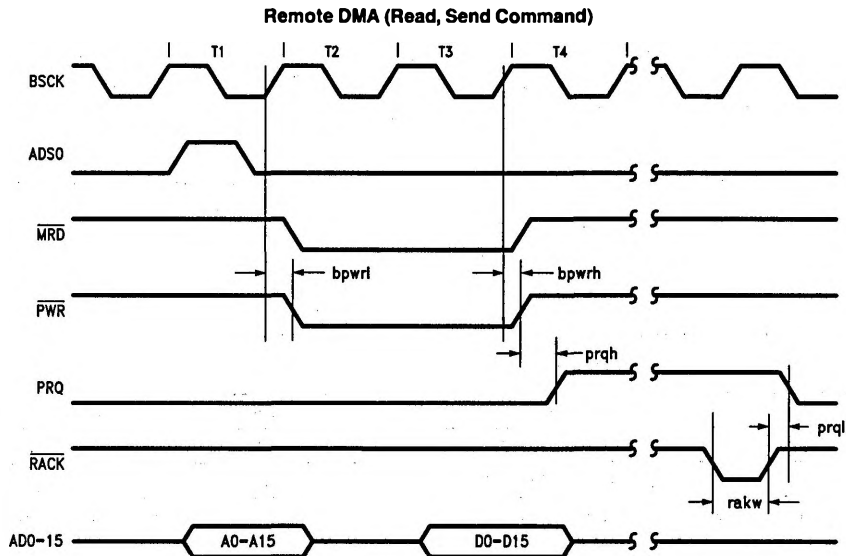 Remote DMA (Read, Send Command)
T1 T2 T3 T4
BSCK
ADS0
MRD
bpwrl bpwrh
PWR
prqh
PRQ
prql
RACK
rakw
AD0-15 A0-A15 D0-D15